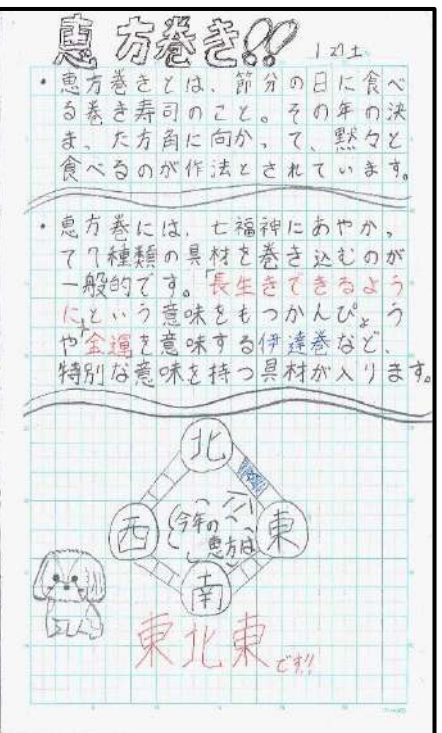 恵方巻き!!
1/21土
・恵方巻きとは、節分の日に食べ
る巻き寿司のこと。その年の決
まった方角に向かって、黙々と
食べるのが作法とされています。
・恵方巻には、七福神にあやかっ
て7種類の具材を巻き込むのが
一般的です。「長生きできるよう
に」という意味をもつかんぴょう
や金運を意味する伊達巻など、
特別な意味を持つ具材が入ります。
北
西
今年の
恵方は
東
南
東北東です!!